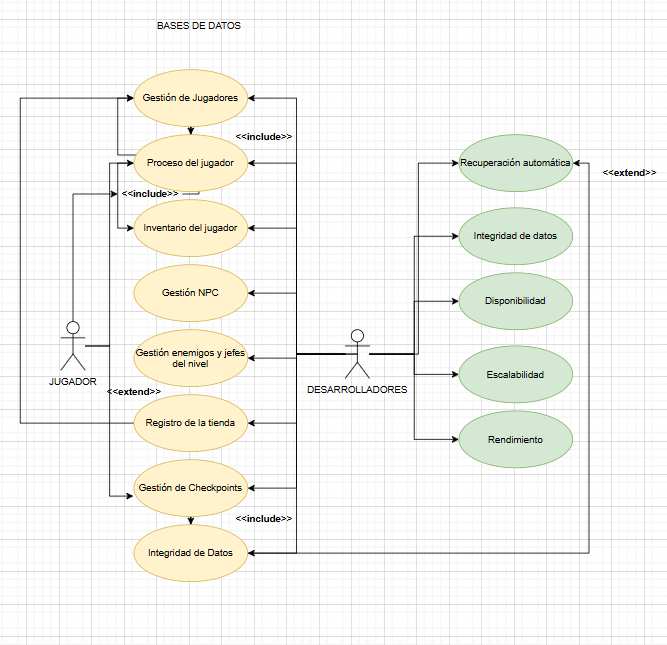 BASES DE DATOS
Gestión de Jugadores
<<include>>
Proceso del jugador
Recuperación automática
<<extend>>
<<include>>
Inventario del jugador
Integridad de datos
Gestión NPC
Disponibilidad
Gestión enemigos y jefes
del nivel
JUGADOR
DESARROLLADORES
Escalabilidad
<<extend>>
Registro de la tienda
Rendimiento
Gestión de Checkpoints
<<include>>
Integridad de Datos